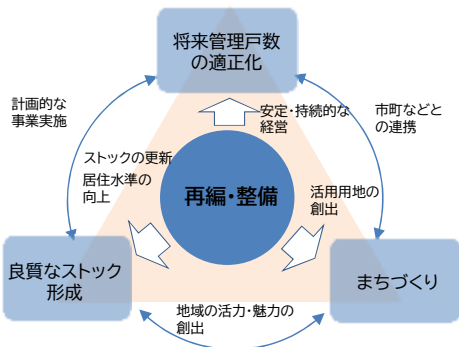 将来管理戸数
の適正化
計画的な
事業実施
安定・持続的な
経営
市町などと
の連携
ストックの更新
居住水準の
向上
再編・整備
活用用地の
創出
良質なストック
形成
まちづくり
地域の活力・魅力の
創出